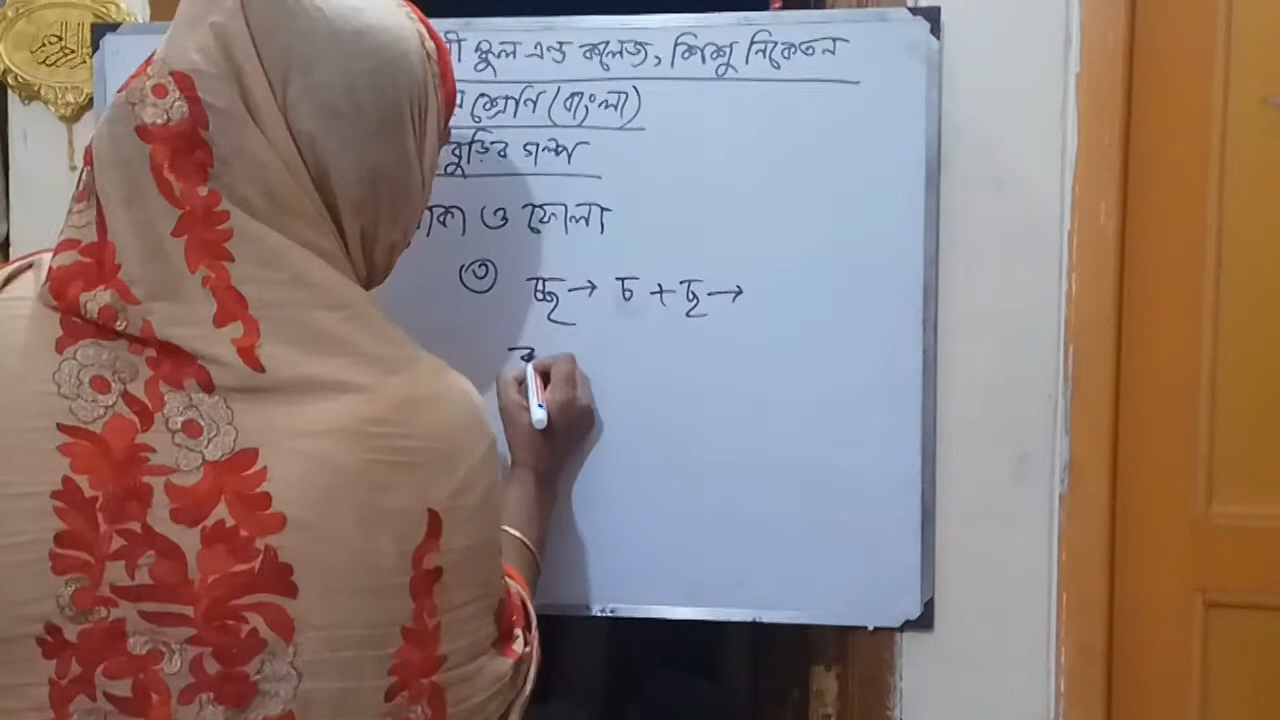 স্কুল এন্ড কলেজ, শিশু নিকেতন
শ্রেণি (বাংলা)
বুড়ির গল্প
ও ফোলা
৩ চ্ছ → চ + ছ →